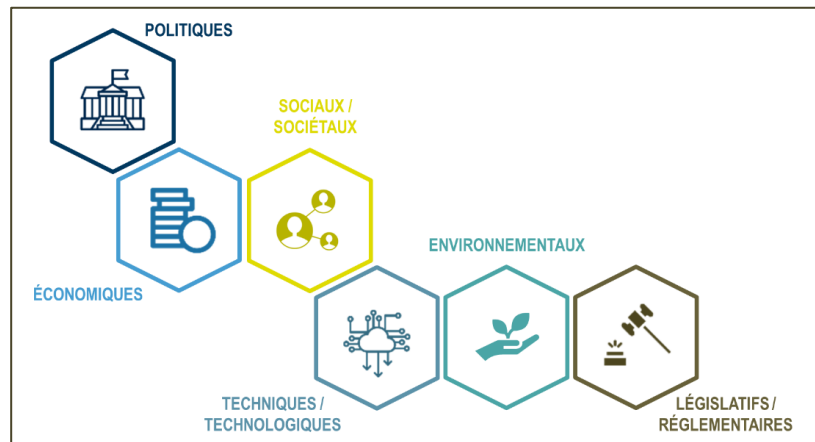 POLITIQUES
SOCIAUX /
SOCIÉTAUX
ÉCONOMIQUES
ENVIRONNEMENTAUX
TECHNIQUES /
TECHNOLOGIQUES
LÉGISLATIFS /
RÉGLEMENTAIRES